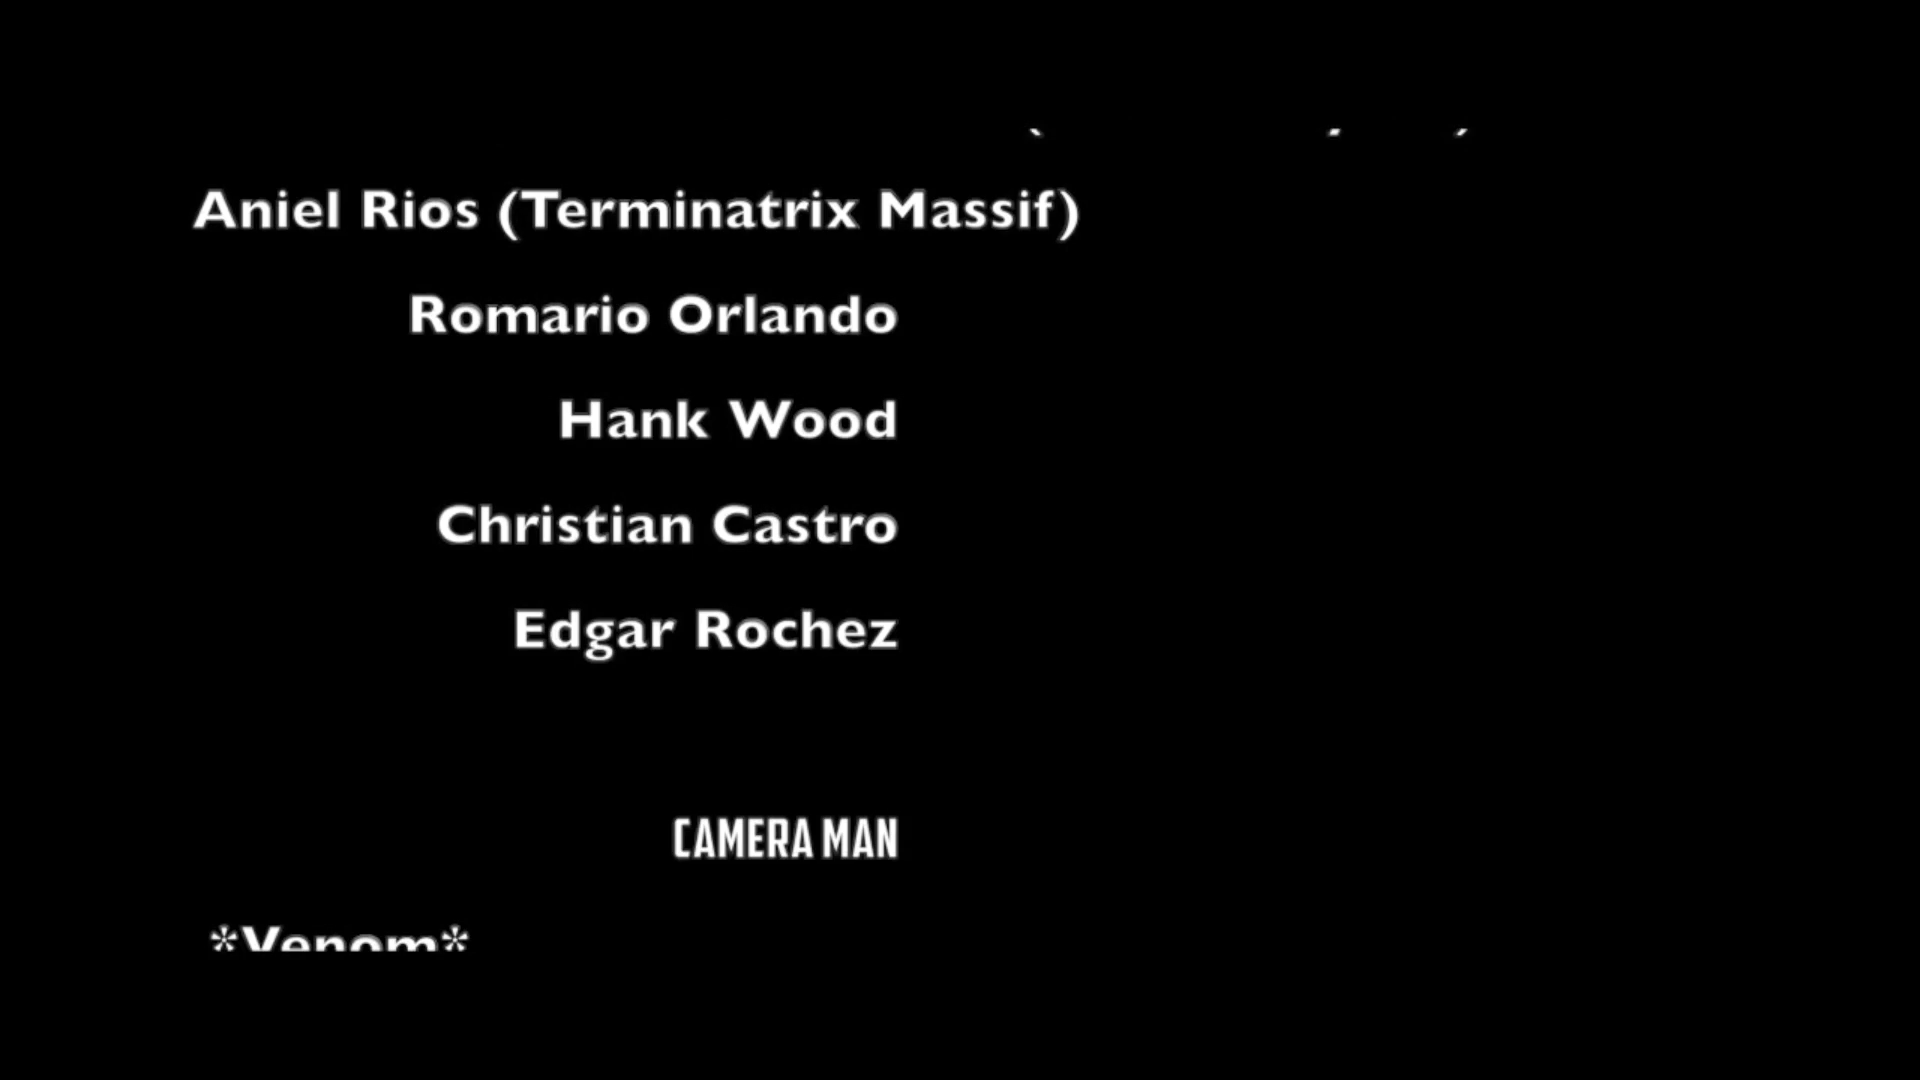 Aniel Rios (Terminatrix Massif)
Romario Orlando
Hank Wood
Christian Castro
Edgar Rochez
CAMERA MAN
*Venom*